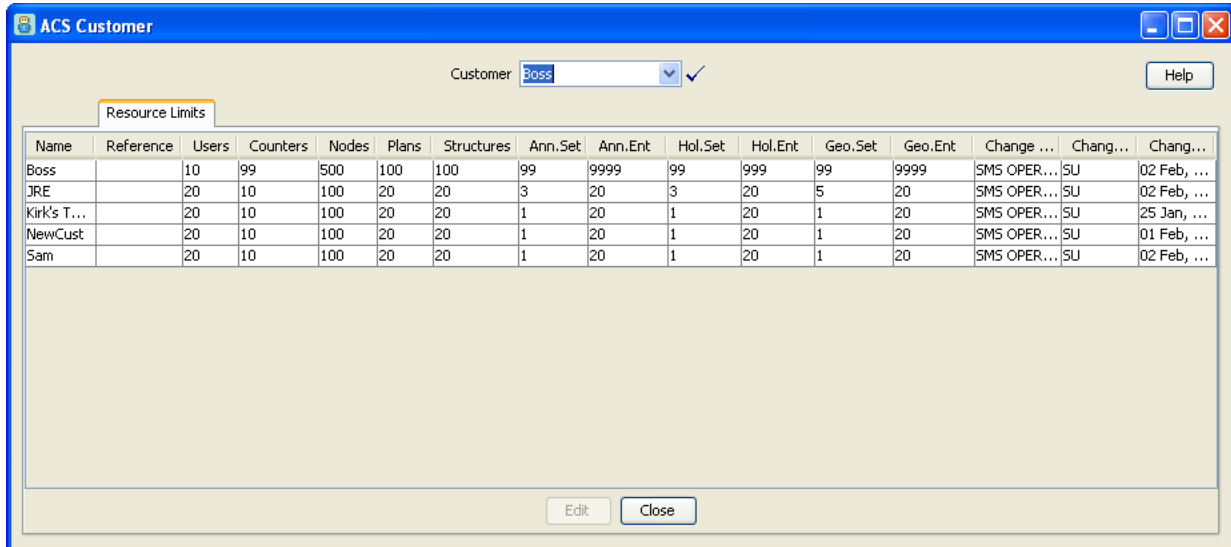 ACS Customer
Customer Boss Help
Resource Limits
Name Reference Users Counters Nodes Plans Structures Ann.Set Ann.Ent Hol.Set Hol.Ent Geo.Set Geo.Ent Change ... Chang... Chang...
Boss 10 99 500 100 100 99 9999 99 999 99 9999 SMS OPER... SU 02 Feb, ...
JRE 20 10 100 20 20 3 20 3 20 5 20 SMS OPER... SU 02 Feb, ...
Kirk's T... 20 10 100 20 20 1 20 1 20 1 20 SMS OPER... SU 25 Jan, ...
NewCust 20 10 100 20 20 1 20 1 20 1 20 SMS OPER... SU 01 Feb, ...
Sam 20 10 100 20 20 1 20 1 20 1 20 SMS OPER... SU 02 Feb, ...
Edit Close